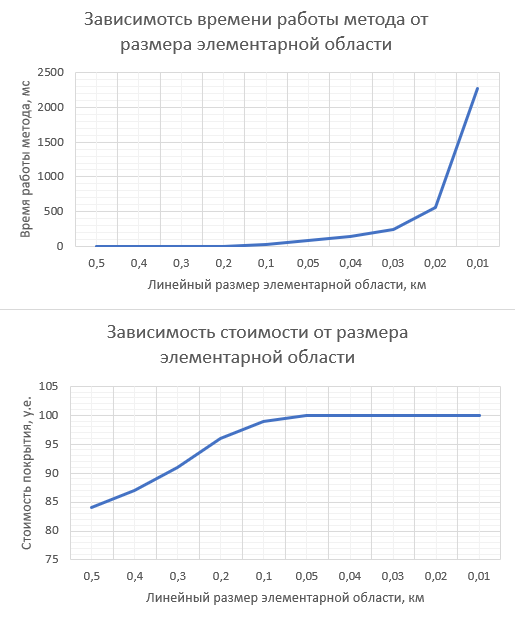 Зависимотсь времени работы метода от
размера элементарной области
Время работы метода, мс
2500
2000
1500
1000
500
0
0,5 0,4 0,3 0,2 0,1 0,05 0,04 0,03 0,02 0,01
Линейный размер элементарной области, км
Зависимость стоимости от размера
элементарной области
Стоимость покрытия, у.е.
105
100
95
90
85
80
75
0,5 0,4 0,3 0,2 0,1 0,05 0,04 0,03 0,02 0,01
Линейный размер элементарной области, км